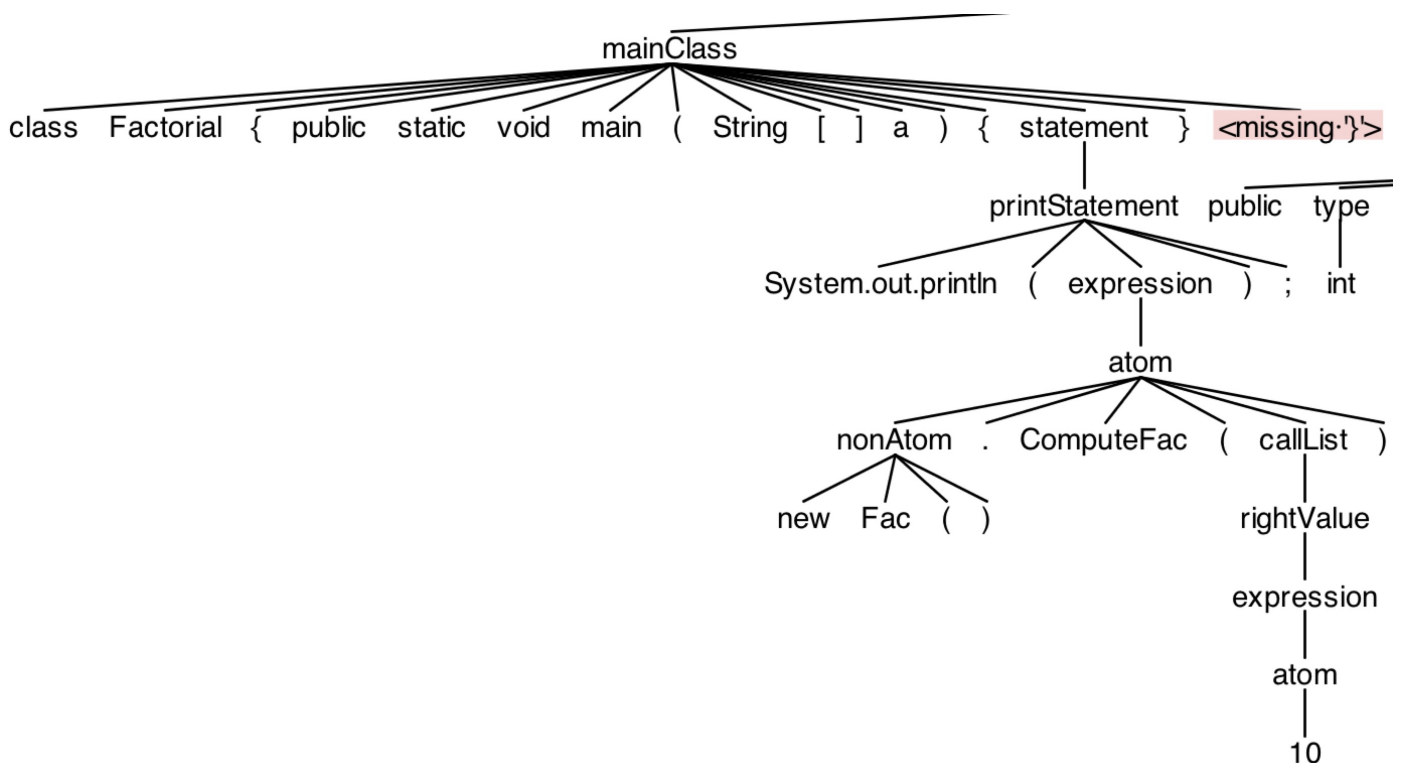 mainClass
class Factorial { public static void main ( String [ ] a ) { statement } <missing·'}'>
printStatement public type
System.out.println ( expression ) ; int
atom
nonAtom . ComputeFac ( callList )
new Fac ( ) rightValue
expression
atom
10